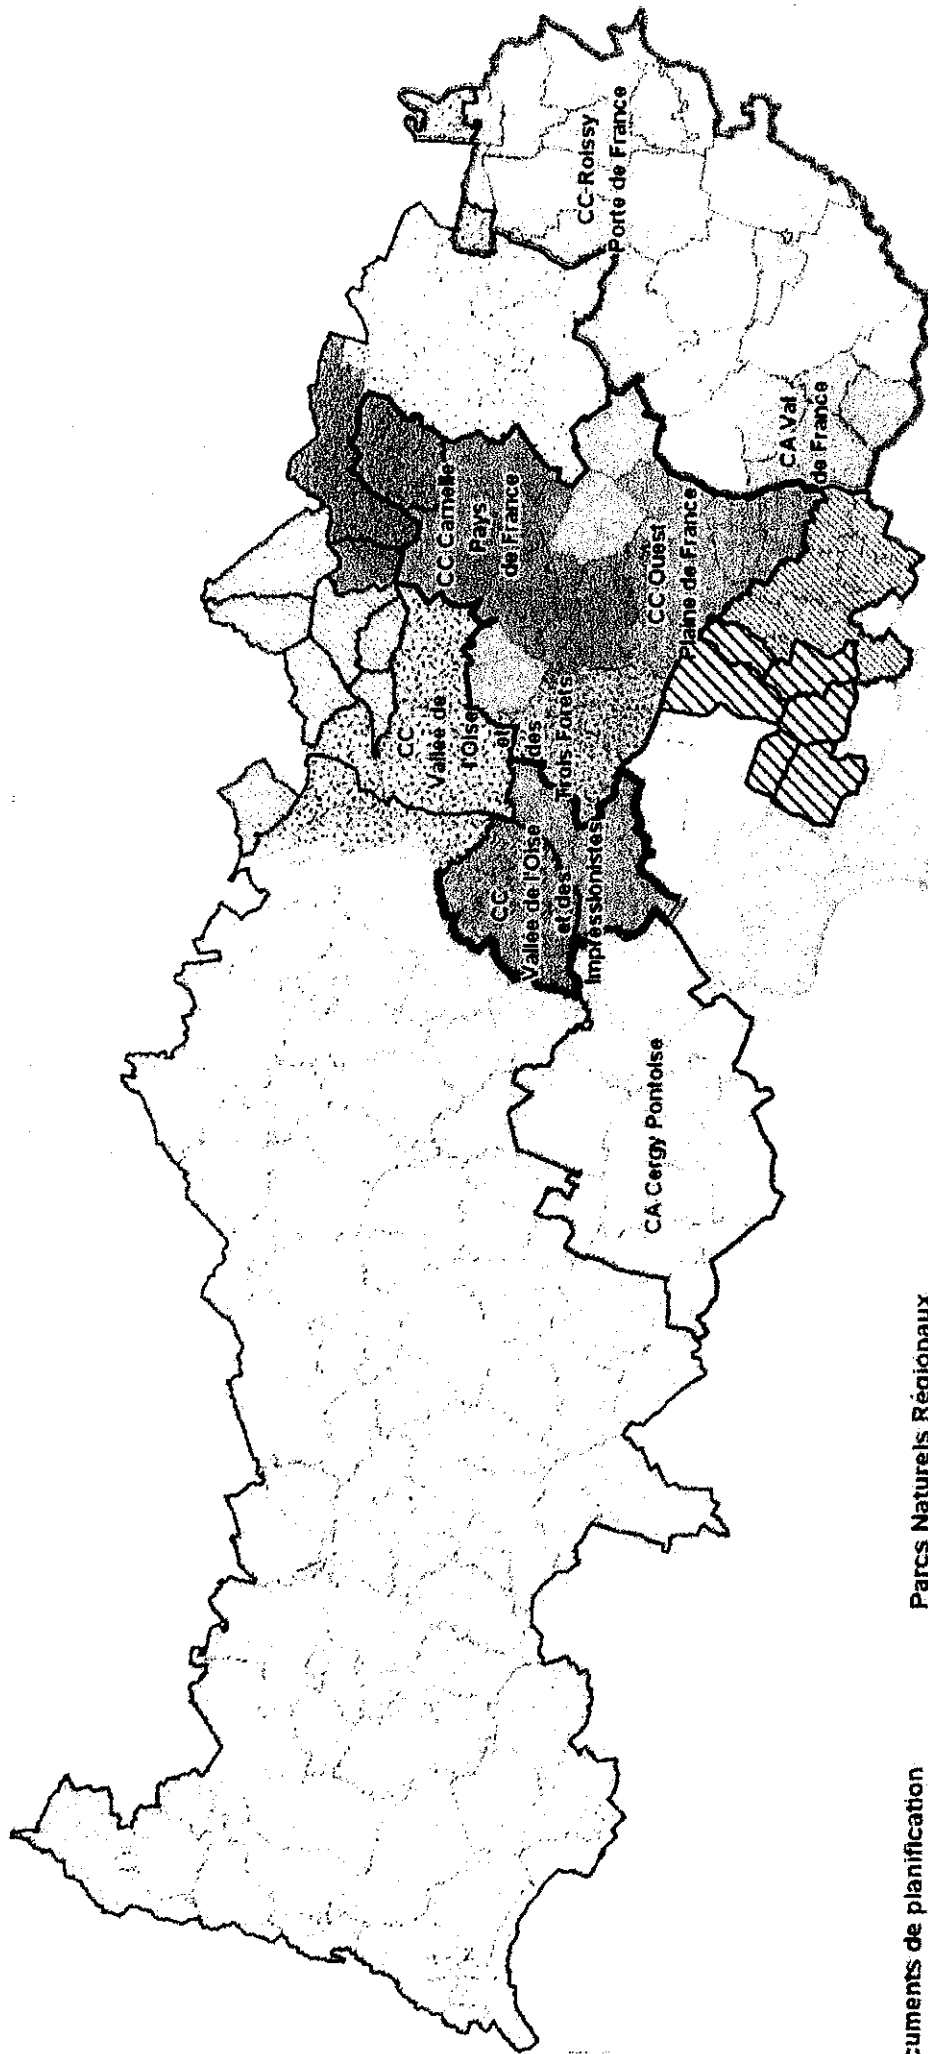 CC Roissy
Porte de France
CA Val
de France
CC Carnelle
Pays
de France
CC Ouest
Plaine de France
CC
Vallée de
l'Oise
et
des
Trois Forets
CC
Vallée de l'Oise
et des
Impressionistes
CA Cergy Pontoise
Parcs Naturels Régionaux
cuments de planification